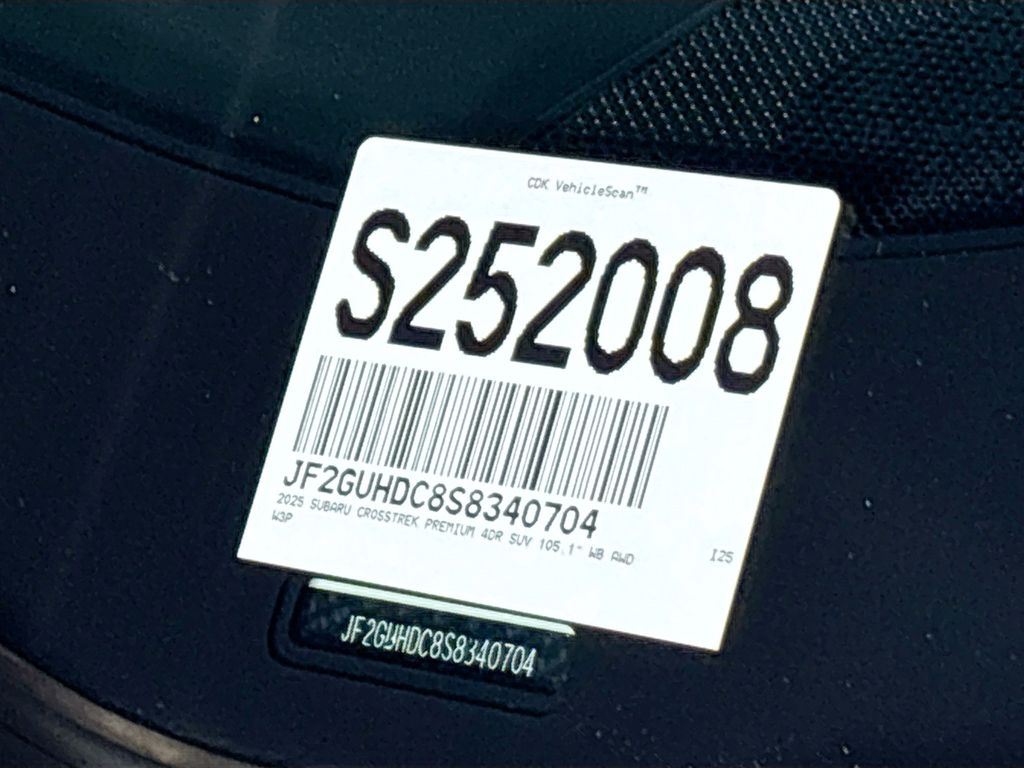 CDK VehicleScan™
S252008
JF2GUHDC8S8340704
2025 SUBARU CROSSTREK PREMIUM 4DR SUV 105.1" WB AWD
W3P
I25
JF2GUHDC8S8340704